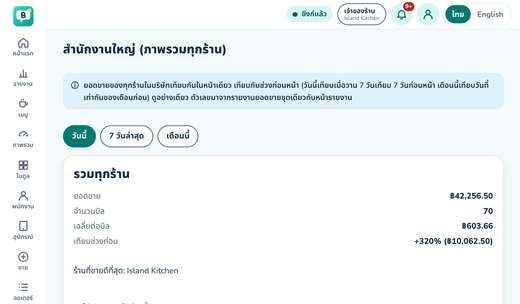 B
ซิงก์แล้ว
เจ้าของร้าน
Island Kitchen
9+
ไทย
English
หน้าแรก
รายงาน
เมนู
ภาพรวม
โมดูล
พนักงาน
อุปกรณ์
ขาย
ออเดอร์
สำนักงานใหญ่ (ภาพรวมทุกร้าน)
ยอดขายของทุกร้านในบริษัทเทียบกันในหน้าเดียว เทียบกับช่วงก่อนหน้า (วันนี้เทียบเมื่อวาน 7 วันเทียบ 7 วันก่อนหน้า เดือนนี้เทียบวันที่
เท่ากันของเดือนก่อน) ดูอย่างเดียว ตัวเลขมาจากรายงานยอดขายชุดเดียวกับหน้ารายงาน
วันนี้
7 วันล่าสุด
เดือนนี้
รวมทุกร้าน
ยอดขาย ฿42,256.50
จำนวนบิล 70
เฉลี่ยต่อบิล ฿603.66
เทียบช่วงก่อน +320% (฿10,062.50)
ร้านที่ขายดีที่สุด: Island Kitchen